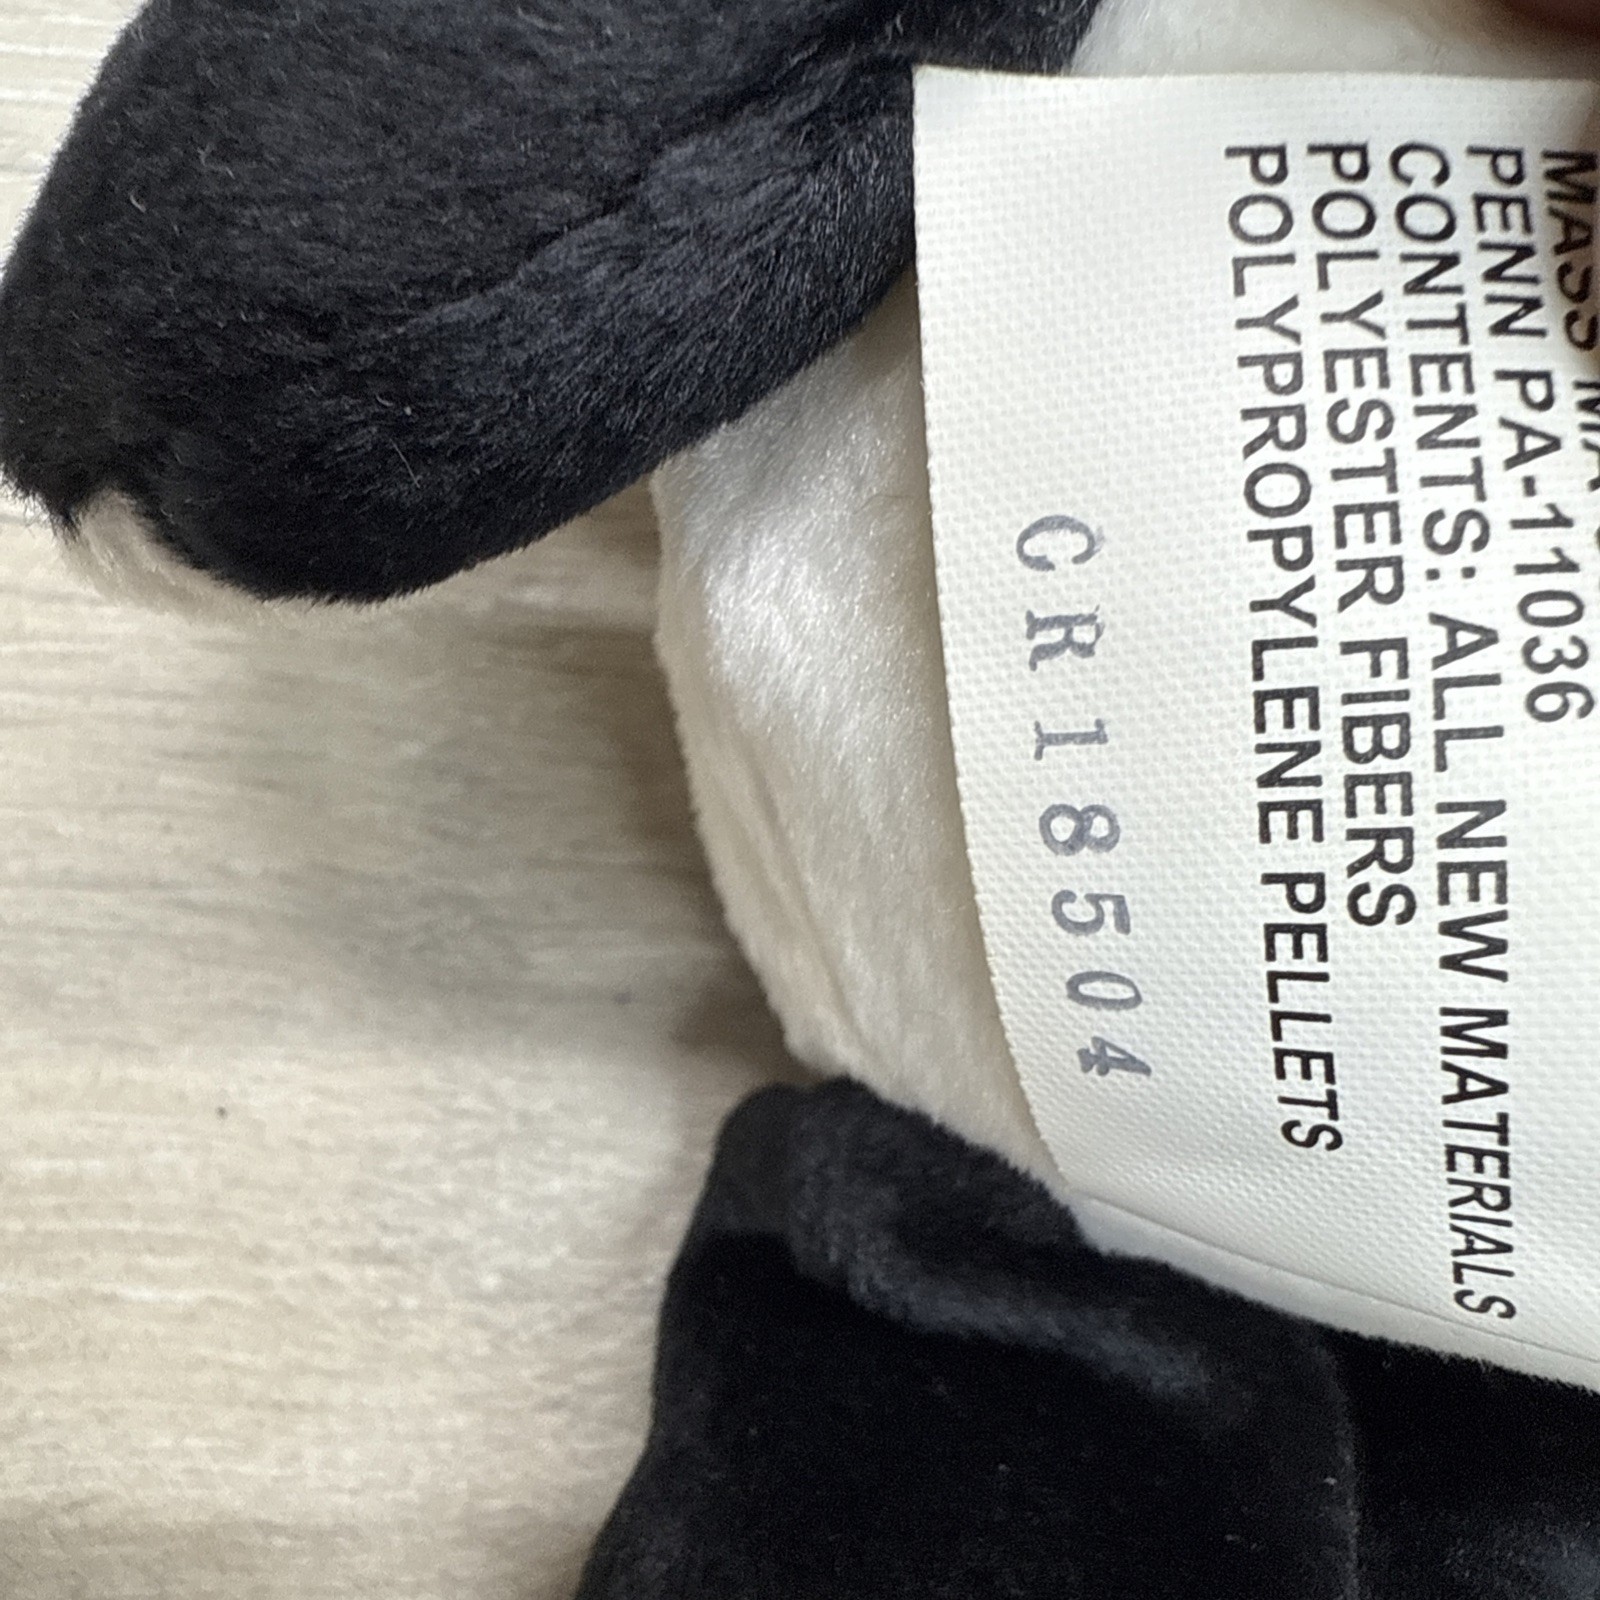 PENN PA-11036
CONTENTS: ALL NEW MATERIALS
POLYESTER FIBERS
POLYPROPYLENE PELLETS
CR18504